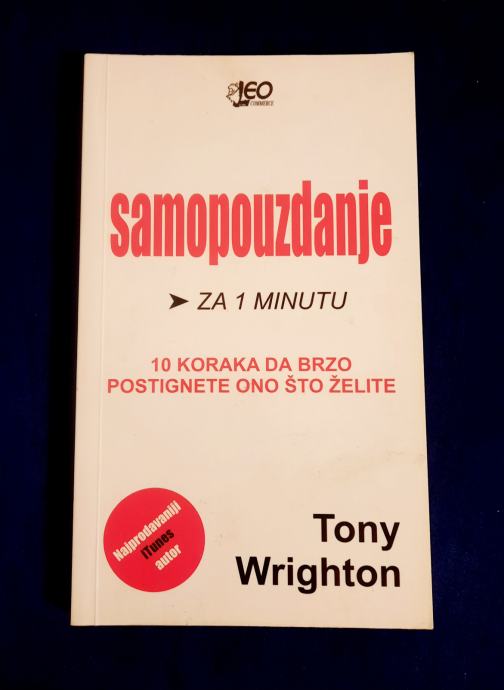 LEO
COMMERCE
samopouzdanje
➤ ZA 1 MINUTU
10 KORAKA DA BRZO
POSTIGNETE ONO ŠTO ŽELITE
Najprodavaniji
iTunes
autor
Tony
Wrighton